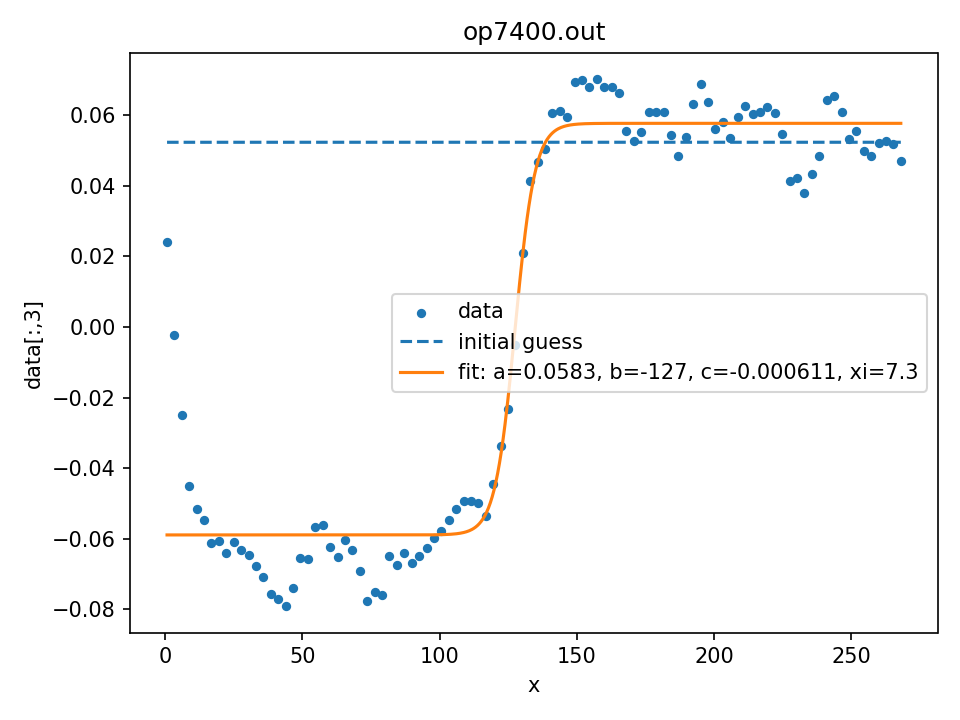 op7400.out
0.06
0.04
0.02
0.00
−0.02
−0.04
−0.06
−0.08
data[:,3]
data
initial guess
fit: a=0.0583, b=-127, c=-0.000611, xi=7.3
0 50 100 150 200 250
x